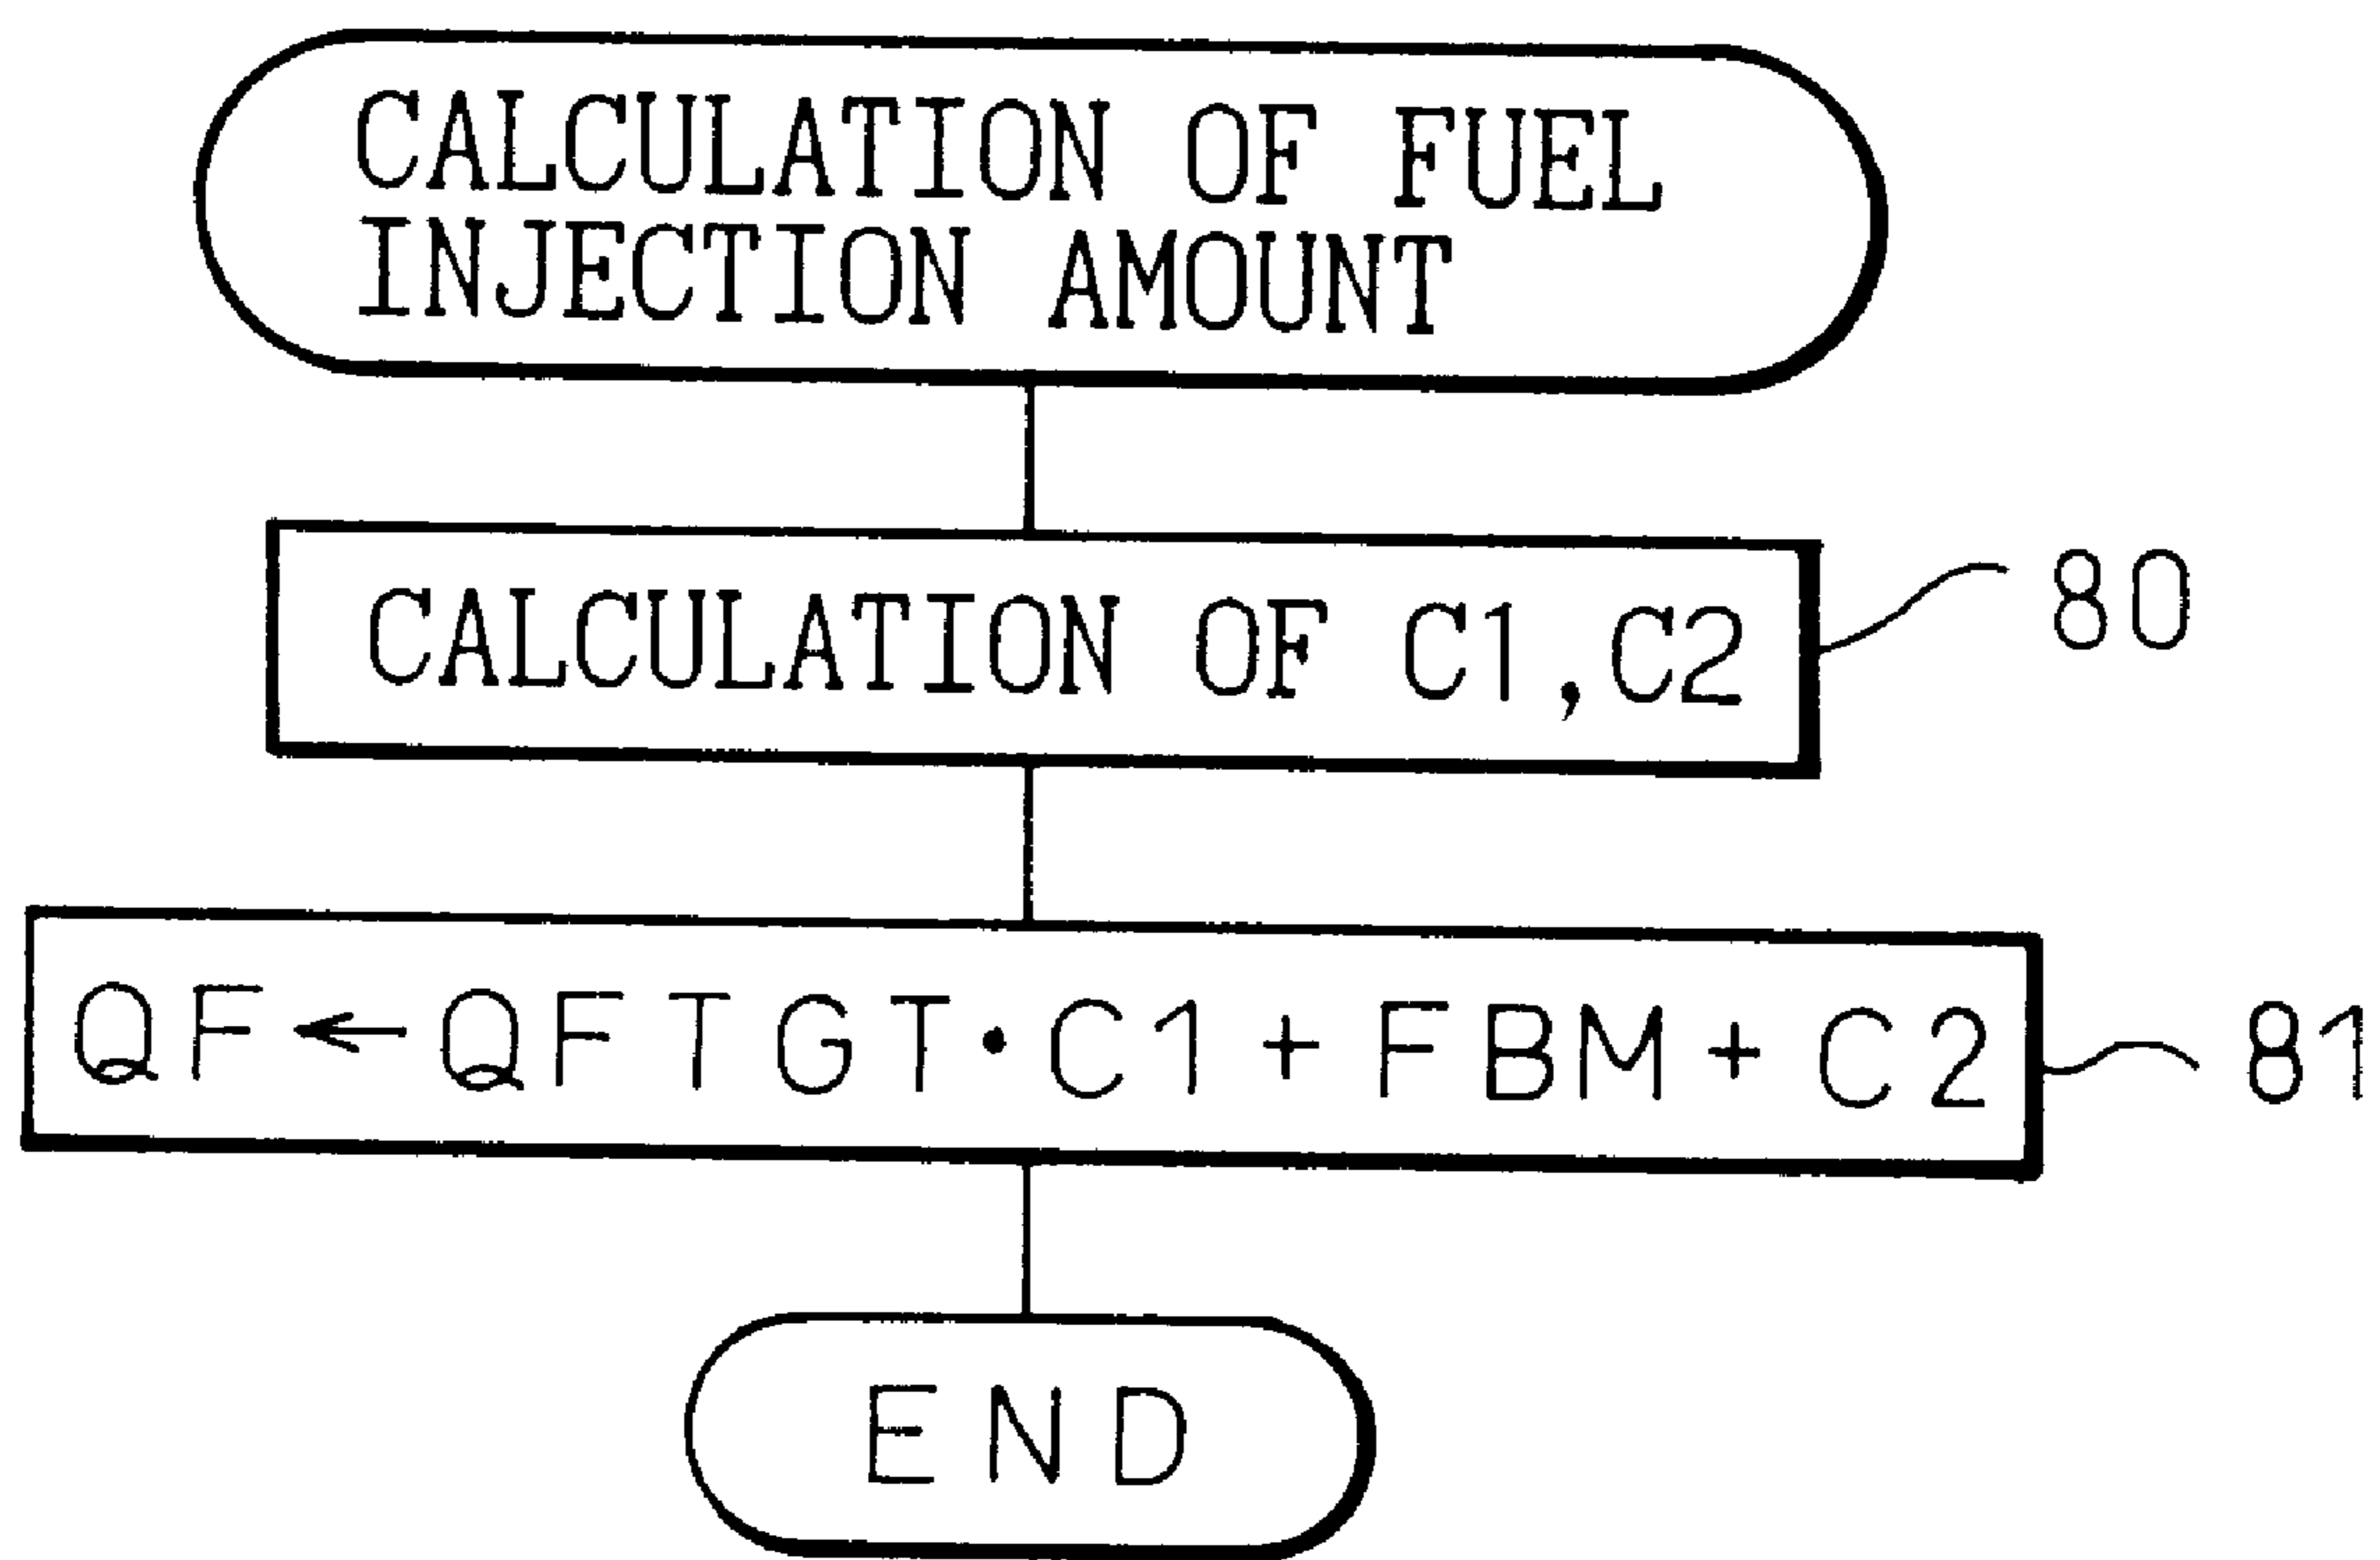 CALCULATION OF FUEL
INJECTION AMOUNT
CALCULATION OF C1,C2
80
QF←QFTGT·C1+FBM+C2
81
END